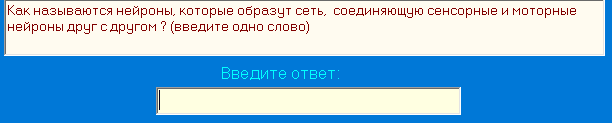 Как называются нейроны, которые образут сеть, соединяющую сенсорные и моторные
нейроны друг с другом ? (введите одно слово)
Введите ответ: